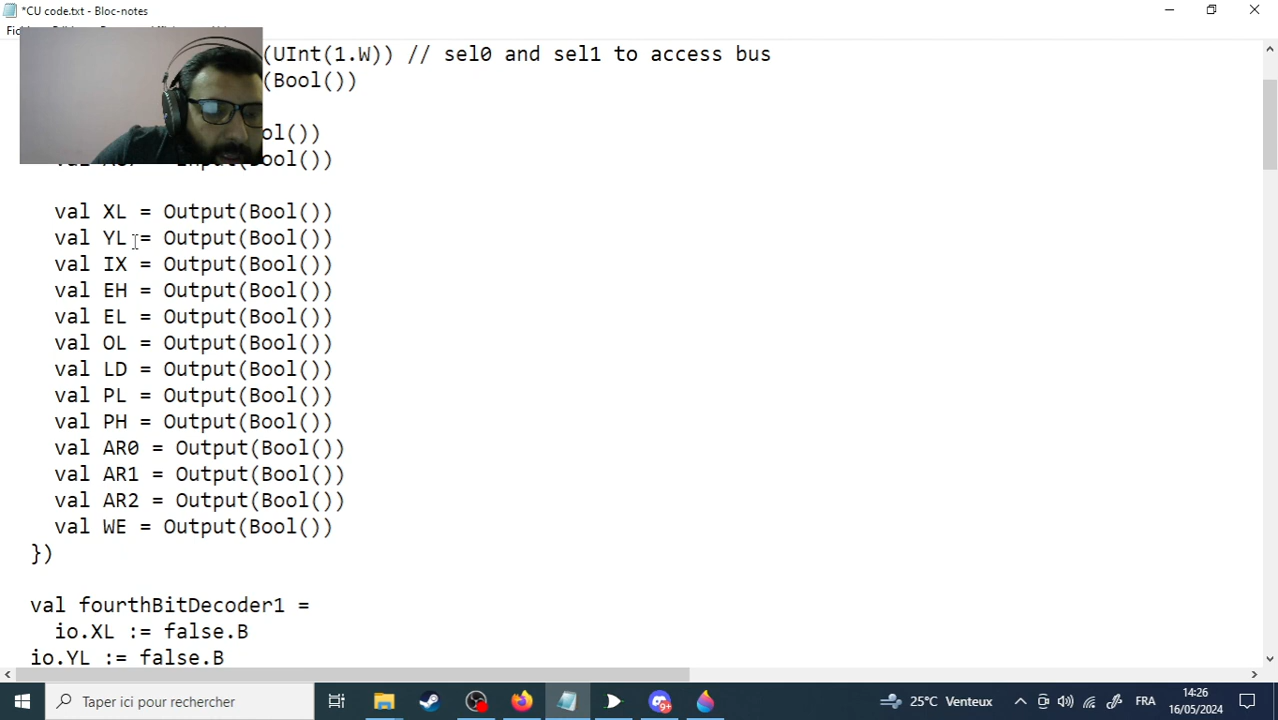 *CU code.txt - Bloc-notes
(UInt(1.W)) // sel0 and sel1 to access bus
(Bool())
ool())
ool())
val XL = Output(Bool())
val YL = Output(Bool())
val IX = Output(Bool())
val EH = Output(Bool())
val EL = Output(Bool())
val OL = Output(Bool())
val LD = Output(Bool())
val PL = Output(Bool())
val PH = Output(Bool())
val AR0 = Output(Bool())
val AR1 = Output(Bool())
val AR2 = Output(Bool())
val WE = Output(Bool())
})
val fourthBitDecoder1 =
io.XL := false.B
io.YL := false.B
Taper ici pour rechercher
9+
25°C Venteux
FRA
14:26
16/05/2024